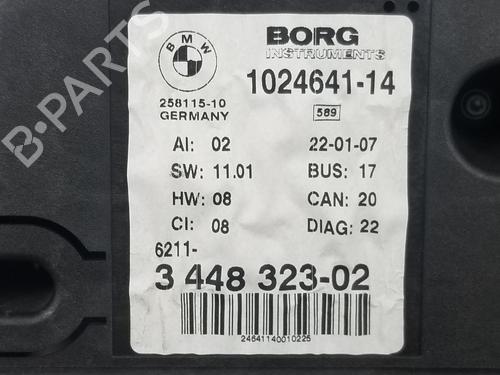 BMW
BORG
INSTRUMENTS
1024641-14
258115-10
GERMANY
589
AI: 02 22-01-07
SW: 11.01 BUS: 17
HW: 08 CAN: 20
CI: 08 DIAG: 22
6211-
3 448 323-02
24641140010225
B-PARTS